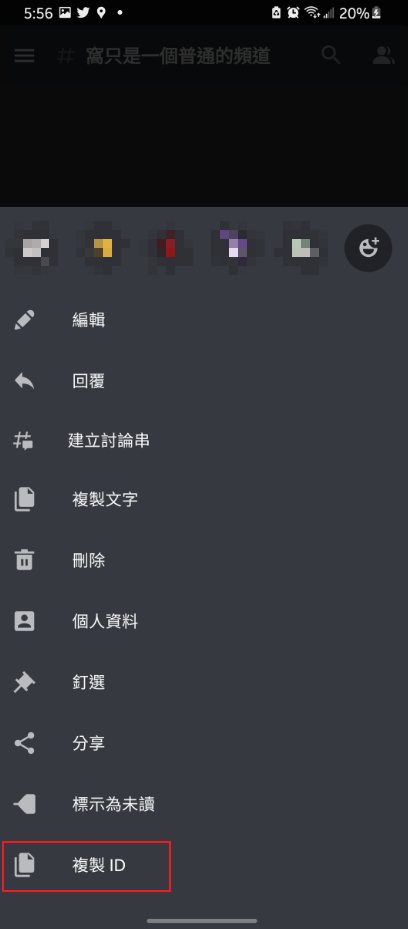 5:56
20%
# 窩只是一個普通的頻道
編輯
回覆
建立討論串
複製文字
刪除
個人資料
釘選
分享
標示為未讀
複製 ID